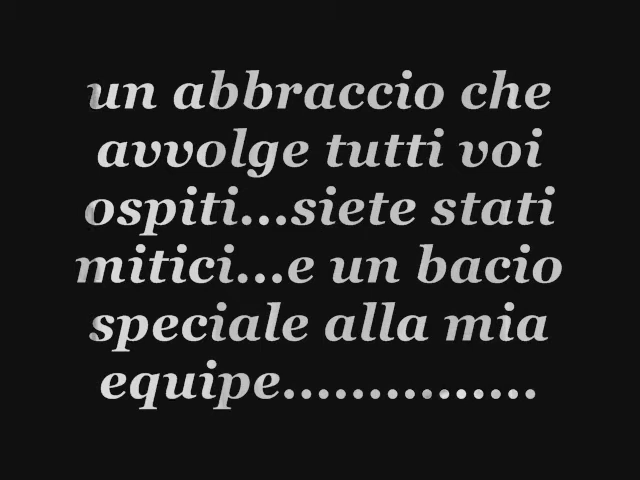 un abbraccio che
avvolge tutti voi
ospiti...siete stati
mitici...e un bacio
speciale alla mia
equipe...............